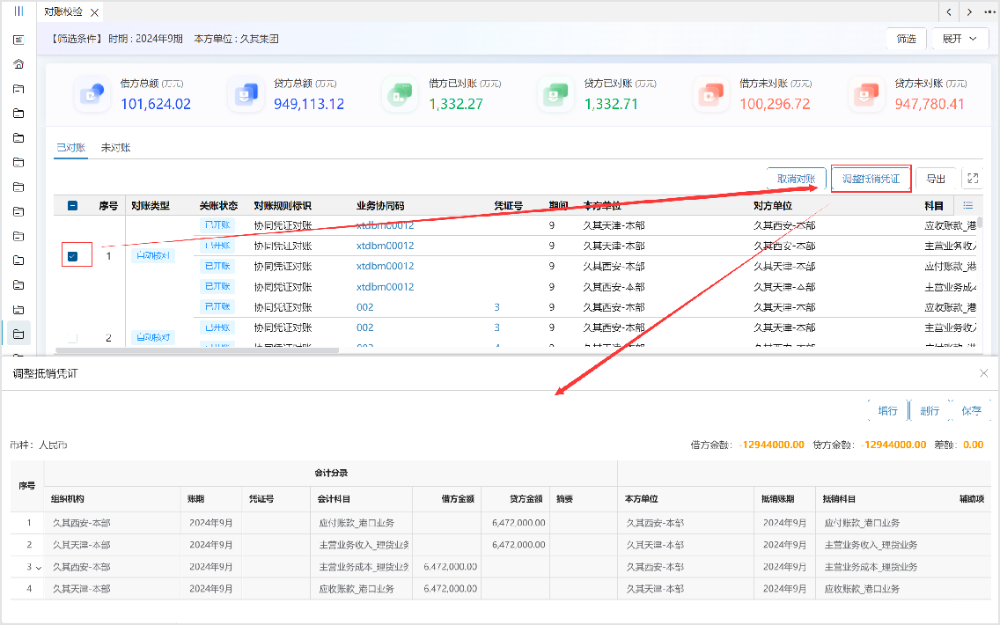 对账校验
【筛选条件】 时期 : 2024年9期 本方单位 : 久其集团 筛选 展开
借方总额 (万元) 贷方总额 (万元) 借方已对账 (万元) 贷方已对账 (万元) 借方未对账 (万元) 贷方未对账 (万元)
101,624.02 949,113.12 1,332.27 1,332.71 100,296.72 947,780.41
已对账 未对账
取消对账 调整抵销凭证 导出
序号 对账类型 关账状态 对账规则标识 业务协同码 凭证号 期间 本方单位 对方单位 科目
已开账 协同凭证对账 xtdbm00012 9 久其天津-本部 久其西安-本部 应收账款_港
已开账 协同凭证对账 xtdbm00012 9 久其天津-本部 久其西安-本部 主营业务收入
1 自动核对
已开账 协同凭证对账 xtdbm00012 9 久其西安-本部 久其天津-本部 应付账款_港
已开账 协同凭证对账 xtdbm00012 9 久其西安-本部 久其天津-本部 主营业务成本
已开账 协同凭证对账 002 3 9 久其西安-本部 久其天津-本部 应收账款_港
已开账 协同凭证对账 002 3 9 久其西安-本部 久其天津-本部 主营业务收入
2 自动核对
调整抵销凭证
增行 删行 保存
币种: 人民币 借方金额: -12944000.00 贷方金额: -12944000.00 差额: 0.00
序号 会计分录
组织机构 账期 凭证号 会计科目 借方金额 贷方金额 摘要 本方单位 抵销账期 抵销科目 辅助项
1 久其西安-本部 2024年9月 应付账款_港口业务 6,472,000.00 久其西安-本部 2024年9月 应付账款_港口业务
2 久其天津-本部 2024年9月 主营业务收入_理货业务 6,472,000.00 久其天津-本部 2024年9月 主营业务收入_理货业务
3 久其西安-本部 2024年9月 主营业务成本_理货业务 6,472,000.00 久其西安-本部 2024年9月 主营业务成本_理货业务
4 久其天津-本部 2024年9月 应收账款_港口业务 6,472,000.00 久其天津-本部 2024年9月 应收账款_港口业务